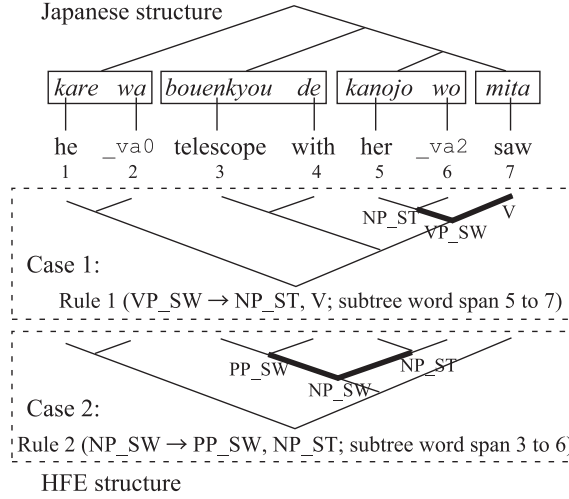 Japanese structure
kare wa bouenkyou de kanojo wo mita
he _va0 telescope with her _va2 saw
1 2 3 4 5 6 7
NP_ST V
VP_SW
Case 1:
Rule 1 (VP_SW → NP_ST, V; subtree word span 5 to 7)
PP_SW NP_ST
NP_SW
Case 2:
Rule 2 (NP_SW → PP_SW, NP_ST; subtree word span 3 to 6)
HFE structure